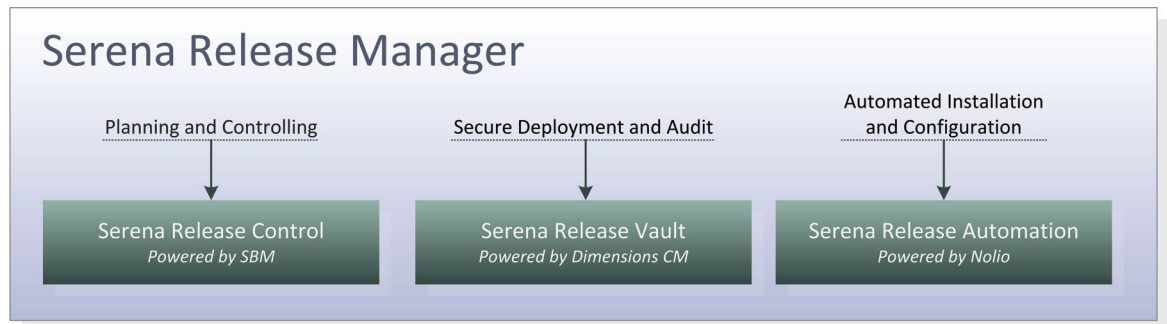 Serena Release Manager
Planning and Controlling
Secure Deployment and Audit
Automated Installation
and Configuration
Serena Release Control
Powered by SBM
Serena Release Vault
Powered by Dimensions CM
Serena Release Automation
Powered by Nolio